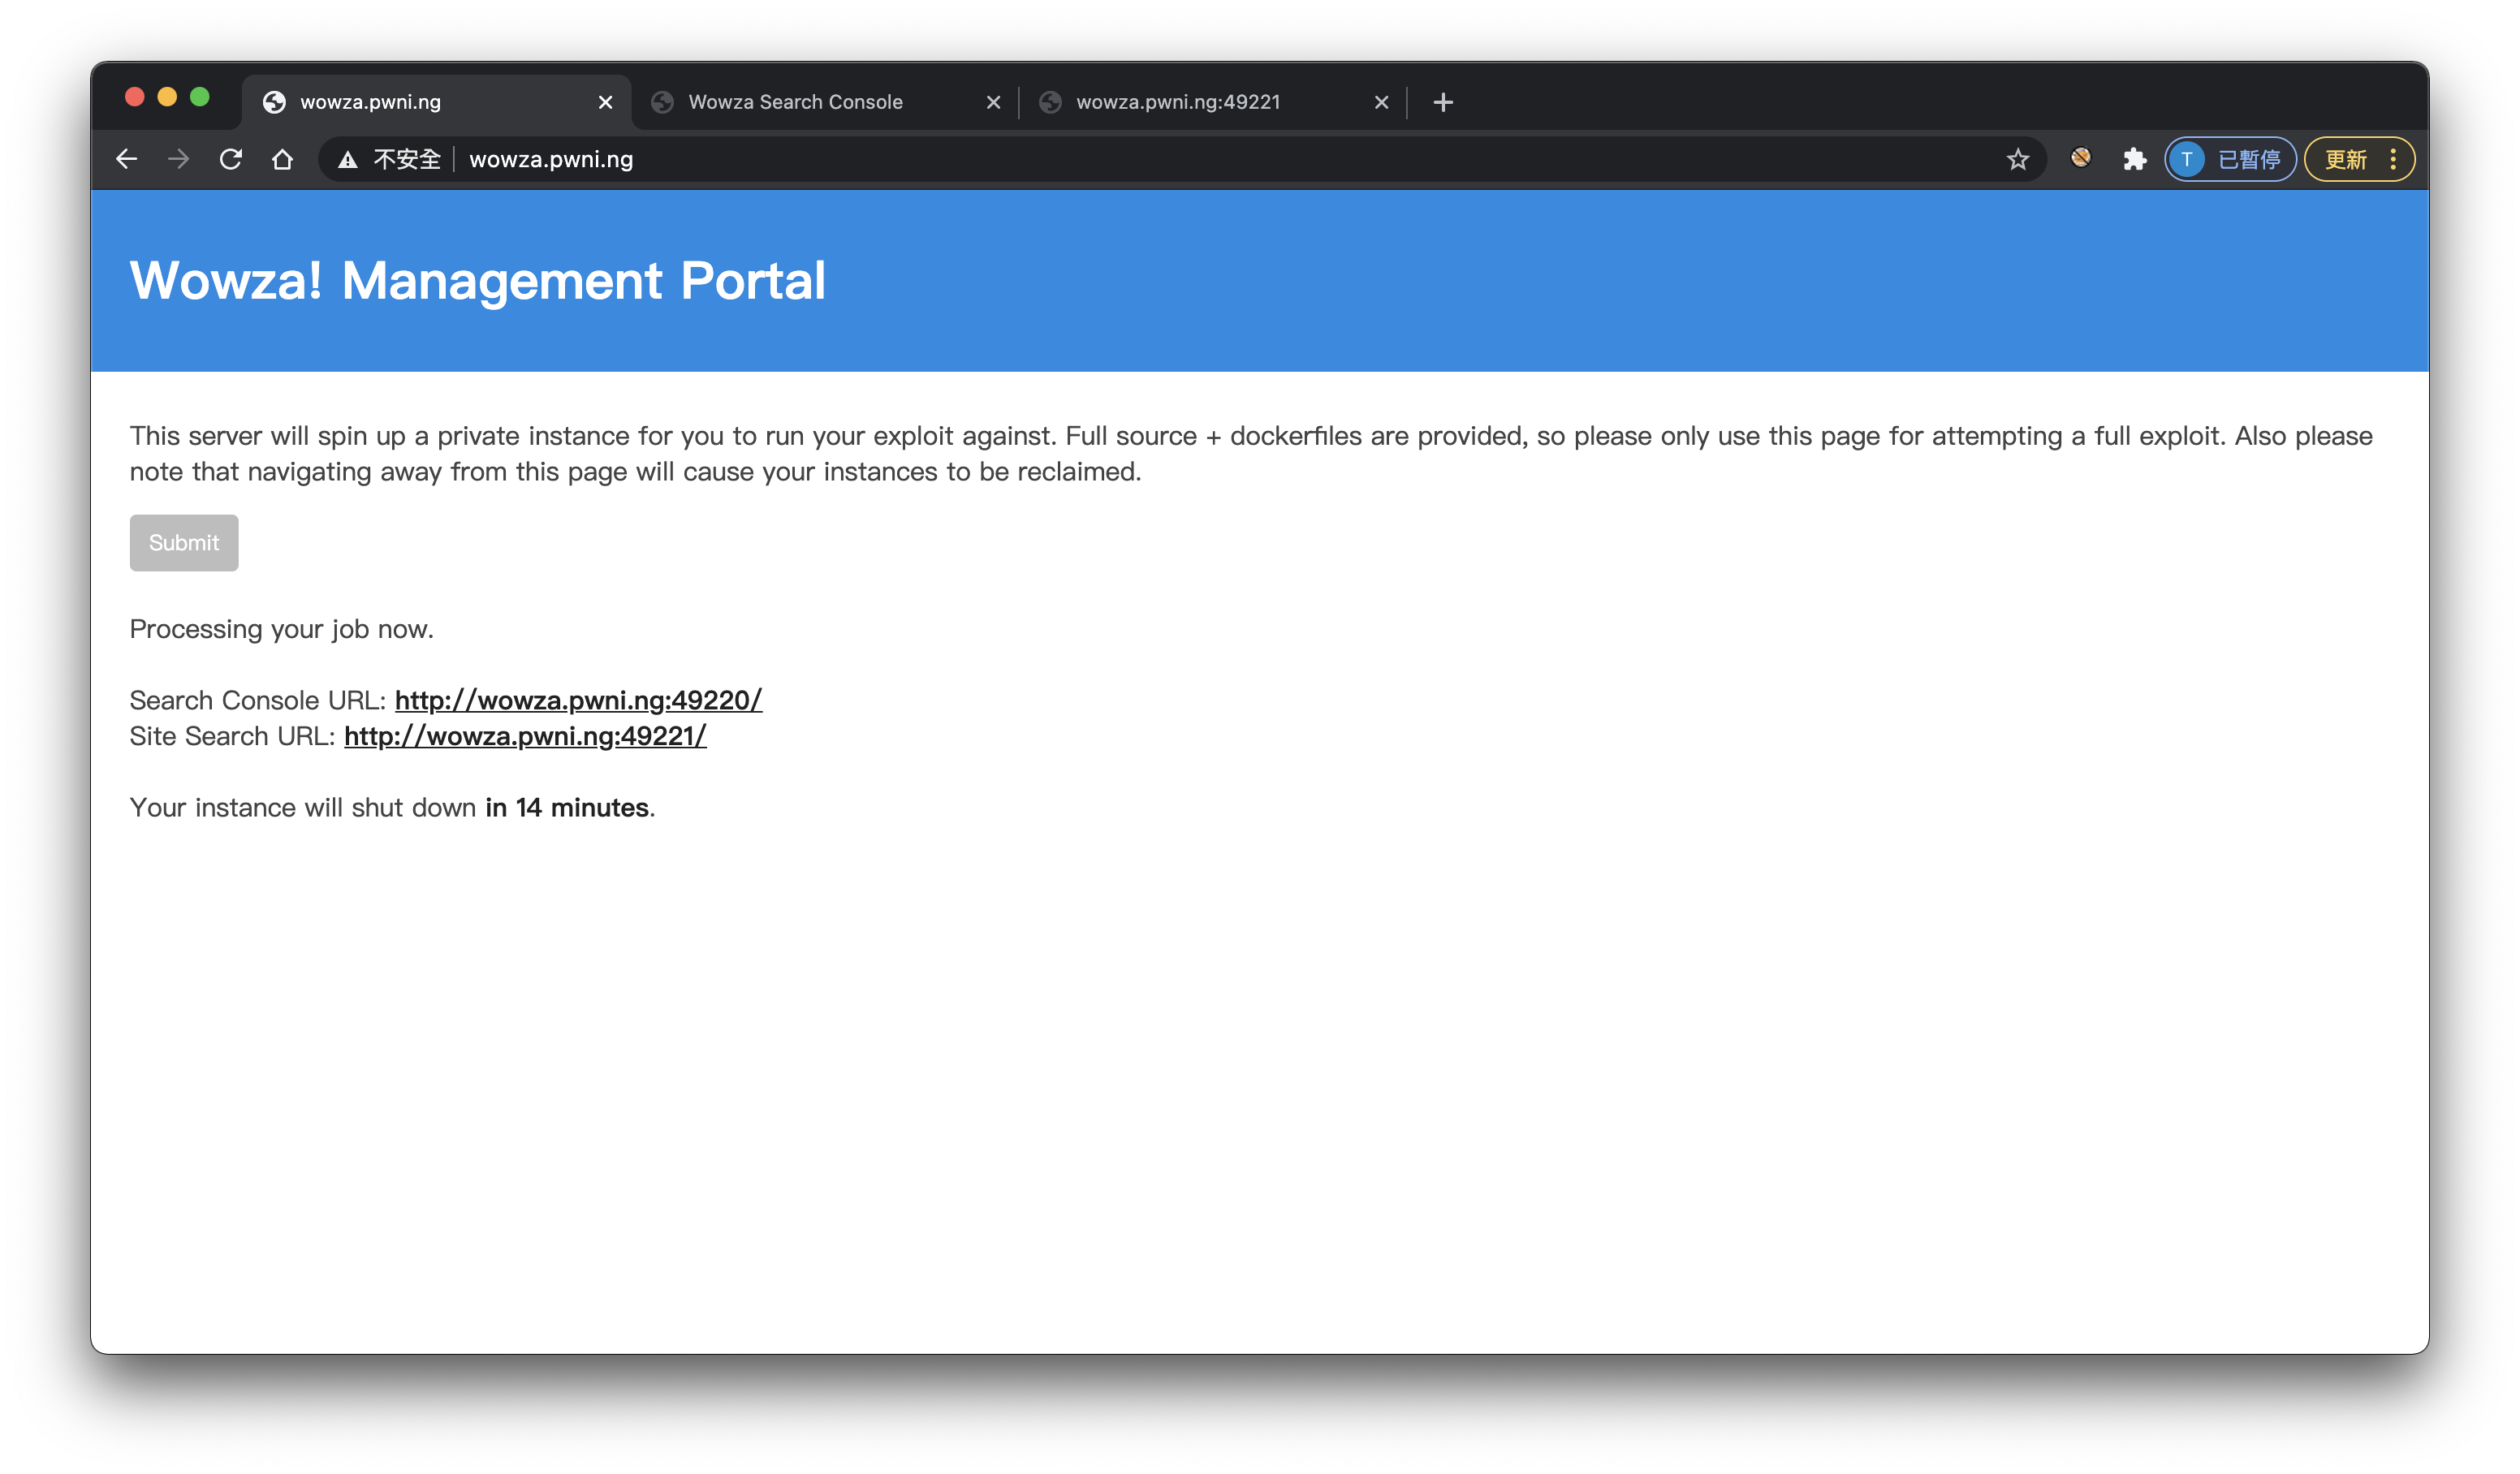 wowza.pwni.ng
Wowza Search Console
wowza.pwni.ng:49221
不安全 wowza.pwni.ng
T 已暫停
更新
Wowza! Management Portal
This server will spin up a private instance for you to run your exploit against. Full source + dockerfiles are provided, so please only use this page for attempting a full exploit. Also please
note that navigating away from this page will cause your instances to be reclaimed.
Submit
Processing your job now.
Search Console URL: http://wowza.pwni.ng:49220/
Site Search URL: http://wowza.pwni.ng:49221/
Your instance will shut down in 14 minutes.